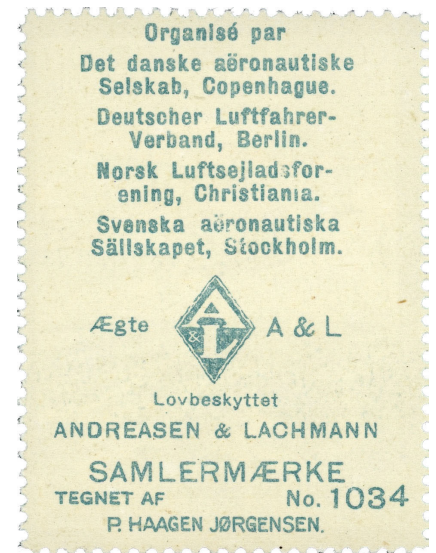 Organisé par
Det danske aëronautiske
Selskab, Copenhague.
Deutscher Luftfahrer-
Verband, Berlin.
Norsk Luftsejladsfor-
ening, Christiania.
Svenska aëronautiska
Sällskapet, Stockholm.
Ægte A & L A & L
Lovbeskyttet
ANDREASEN & LACHMANN
SAMLERMÆRKE
TEGNET AF No. 1034
P. HAAGEN JØRGENSEN.